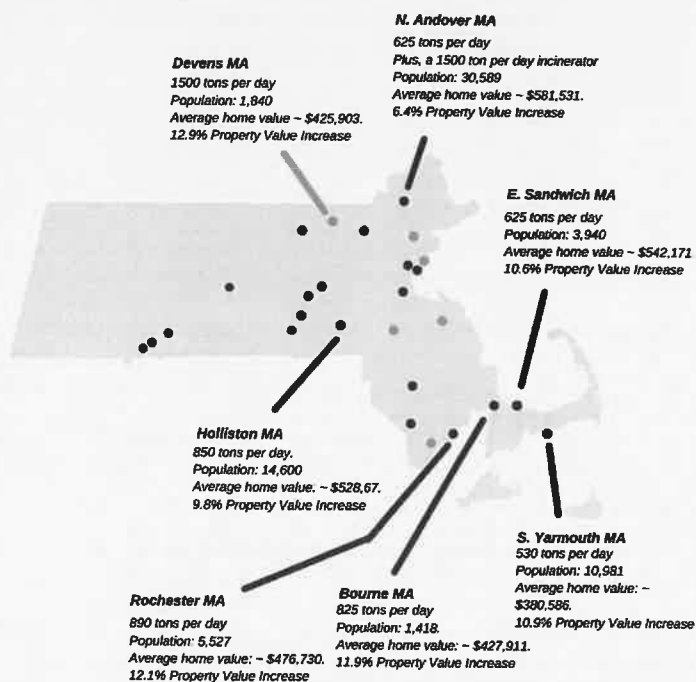 N. Andover MA
625 tons per day
Plus, a 1500 ton per day incinerator
Population: 30,589
Average home value ~ $581,531.
6.4% Property Value Increase
Devens MA
1500 tons per day
Population: 1,840
Average home value ~ $425,903.
12.9% Property Value Increase
E. Sandwich MA
625 tons per day
Population: 3,940
Average home value ~ $542,171
10.6% Property Value Increase
Holliston MA
850 tons per day.
Population: 14,600
Average home value. ~ $528,67.
9.8% Property Value Increase
S. Yarmouth MA
530 tons per day
Population: 10,981
Average home value: ~
$380,586.
10.9% Property Value Increase
Rochester MA
890 tons per day
Population: 5,527
Average home value: ~ $476,730.
12.1% Property Value Increase
Bourne MA
825 tons per day
Population: 1,418.
Average home value: ~ $427,911.
11.9% Property Value Increase